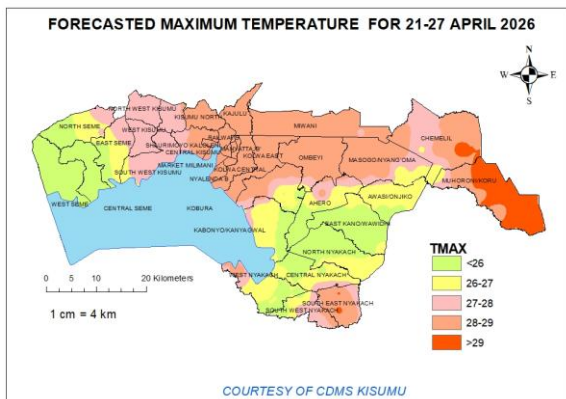 FORECASTED MAXIMUM TEMPERATURE FOR 21-27 APRIL 2026
N
W
E
S
NORTH WEST KISUMU
KAJULU
KISUMU NORTH
NORTH SEME
WEST KISUMU
MIWANI
CHEMELIL
EAST SEME
RAILWAYS
CENTRAL KISUMU
KOLWA EAST
OMBEYI
MASOGO/NYANG'OMA
MARKET MILIMANI
SOUTH WEST KISUMU
KOLWA CENTRAL
NYALENDA B
MUHORONI/KORU
WEST SEME
CENTRAL SEME
KOBURA
AHERO
AWASI/ONJIKO
KABONYO/KANYAGWAL
EAST KANO/WAWIDHI
NORTH NYAKACH
WEST NYAKACH
CENTRAL NYAKACH
SOUTH EAST NYAKACH
SOUTH WEST NYAKACH
TMAX
<26
26-27
27-28
28-29
>29
0 5 10 20 Kilometers
1 cm = 4 km
COURTESY OF CDMS KISUMU